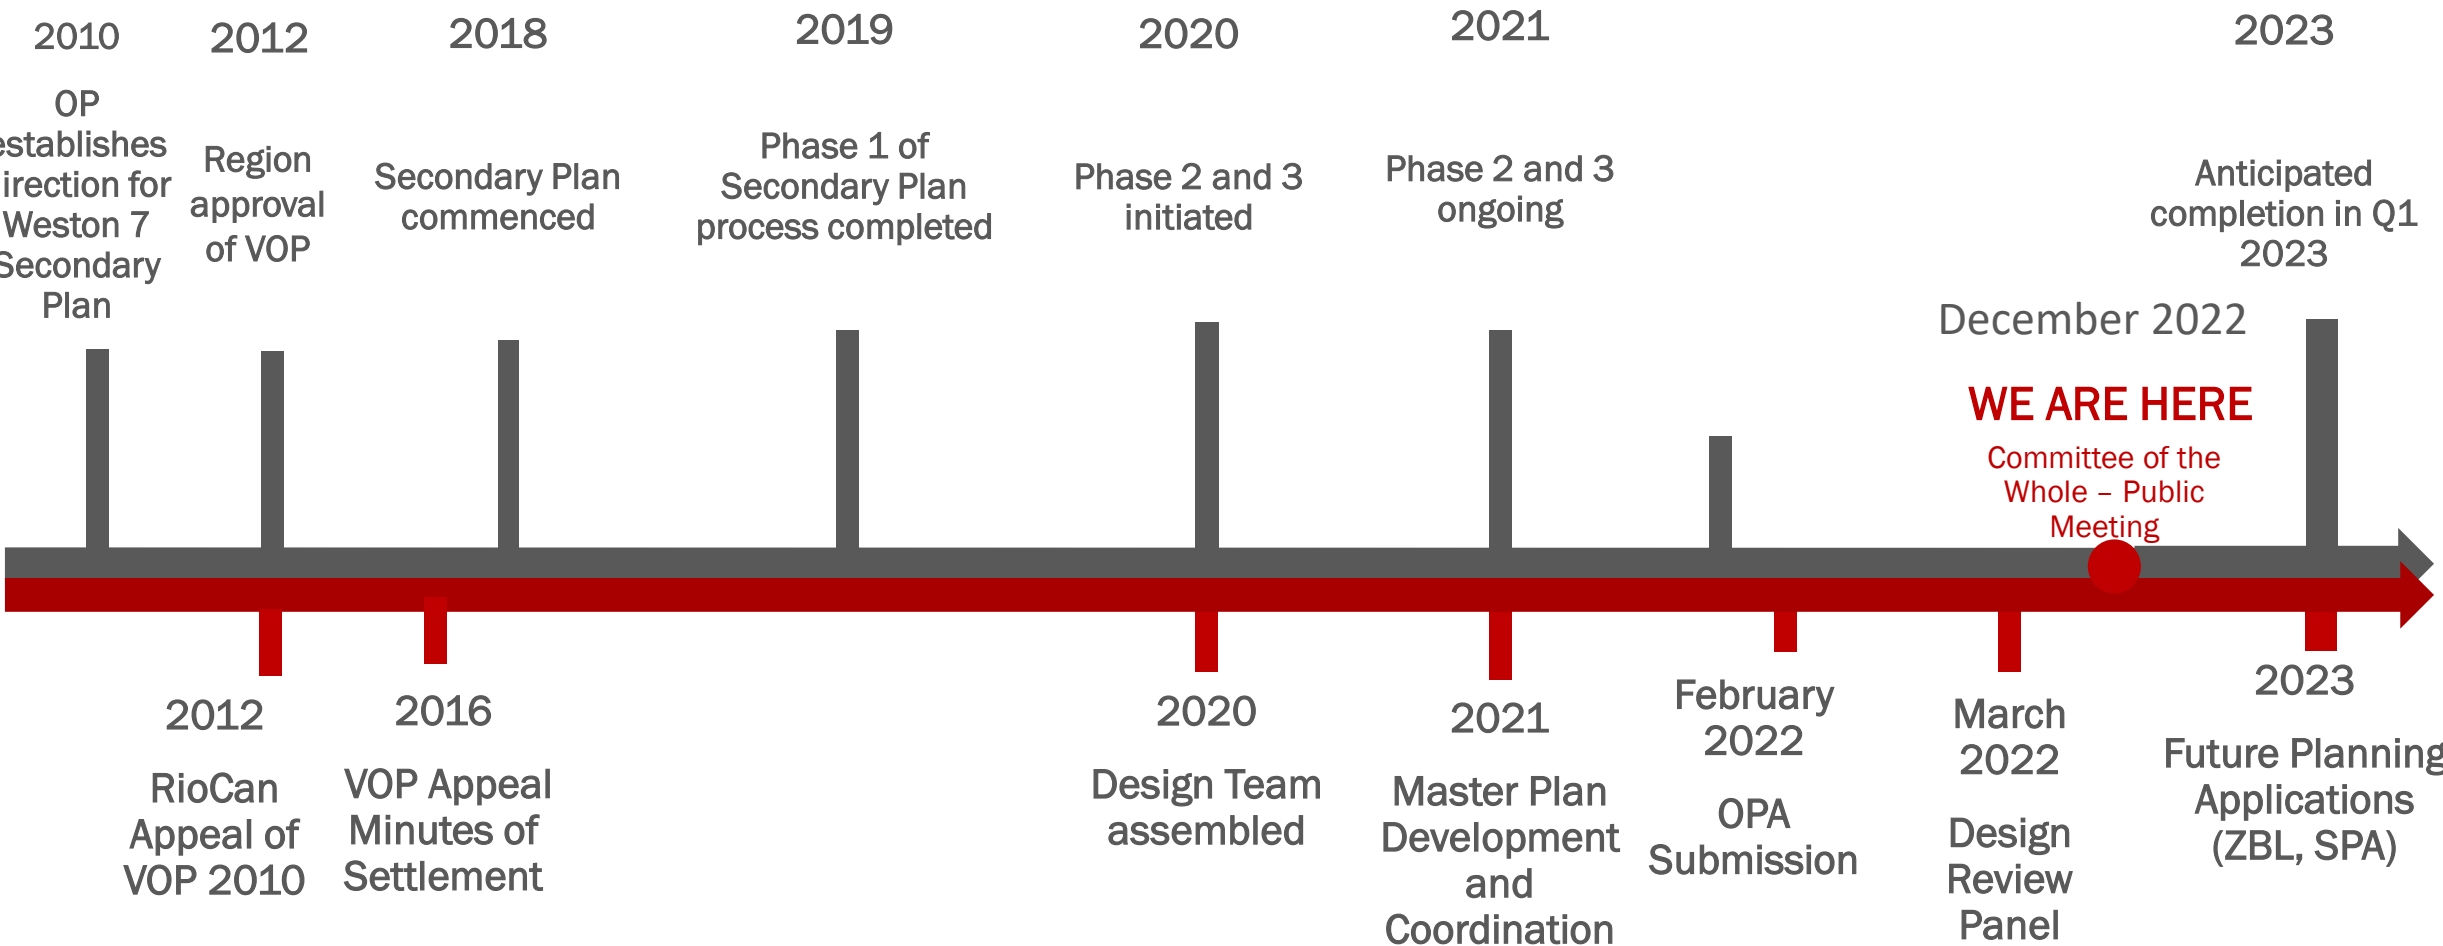 2010
OP
establishes
irection for
Weston 7
Secondary
Plan
2012
Region
approval
of VOP
2018
Secondary Plan
commenced
2019
Phase 1 of
Secondary Plan
process completed
2020
Phase 2 and 3
initiated
2021
Phase 2 and 3
ongoing
2023
Anticipated
completion in Q1
2023
December 2022
WE ARE HERE
Committee of the
Whole – Public
Meeting
2012
RioCan
Appeal of
VOP 2010
2016
VOP Appeal
Minutes of
Settlement
2020
Design Team
assembled
2021
Master Plan
Development
and
Coordination
February
2022
OPA
Submission
March
2022
Design
Review
Panel
2023
Future Planning
Applications
(ZBL, SPA)